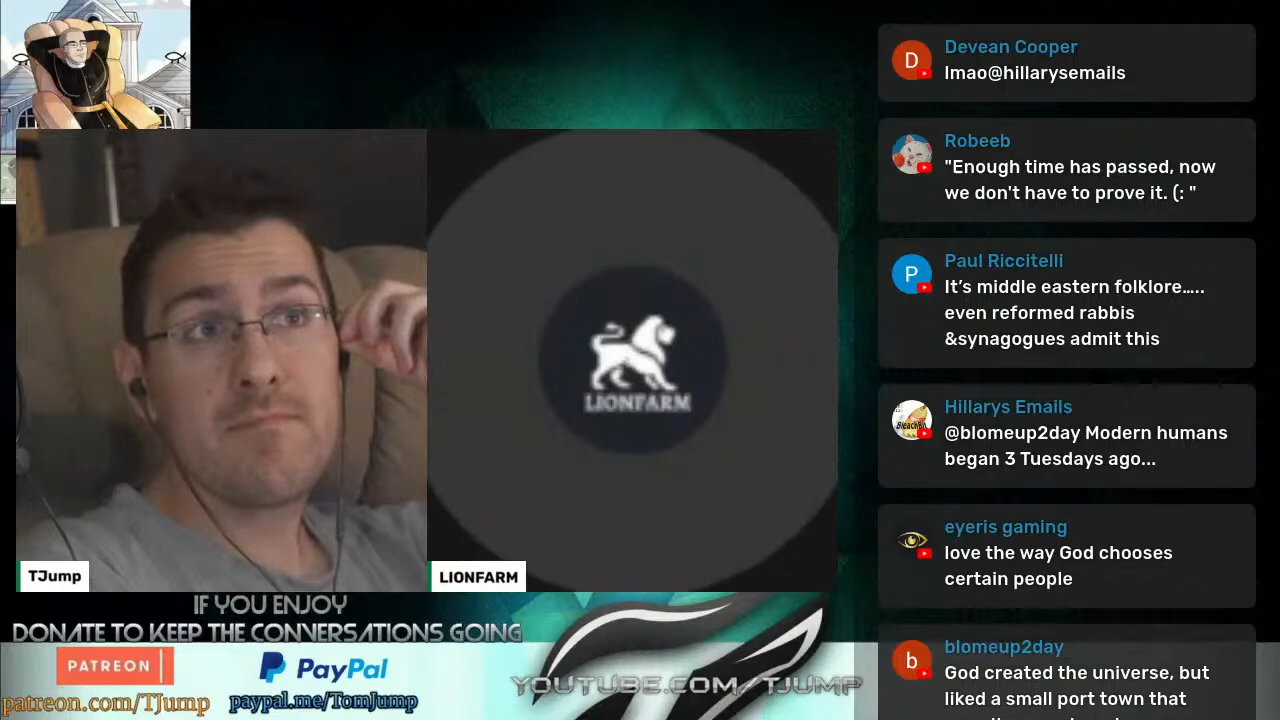 Devean Cooper
lmao@hillarysemails
Robeeb
"Enough time has passed, now
we don't have to prove it. (: "
Paul Riccitelli
It's middle eastern folklore.....
even reformed rabbis
&synagogues admit this
Hillarys Emails
@blomeup2day Modern humans
began 3 Tuesdays ago...
eyeris gaming
love the way God chooses
certain people
blomeup2day
God created the universe, but
liked a small port town that
LIONFARM
TJump
LIONFARM
IF YOU ENJOY
DONATE TO KEEP THE CONVERSATIONS GOING
PATREON
PayPal
patreon.com/TJump
paypal.me/TomJump
YOUTUBE.COM/TJUMP